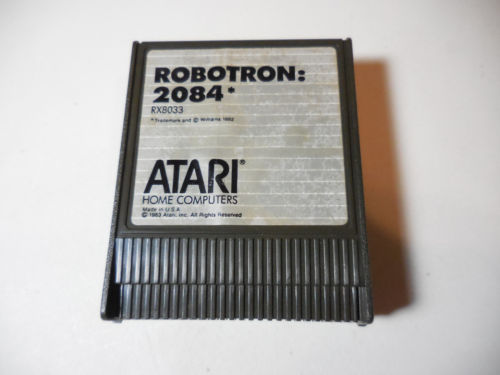 ROBOTRON:
2084*
RX8033
*Trademark and © Williams 1982
ATARI®
HOME COMPUTERS
Made in U.S.A
© 1983 Atari, Inc. All Rights Reserved